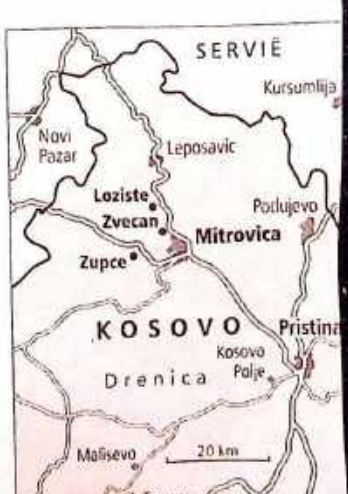 SERVIË
Kursumlija
Novi
Pazar
Leposavic
Loziste
Zvecan
Podujevo
Mitrovica
Zupce
KOSOVO
Pristina
Kosovo
Polje
Drenica
Malisevo
20 km